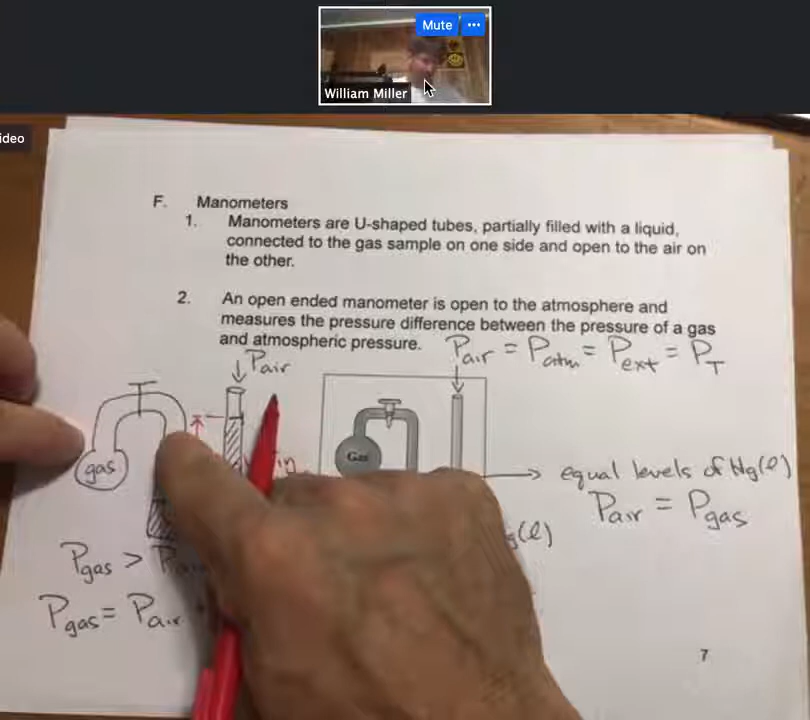 Mute
William Miller
ideo
F. Manometers
1. Manometers are U-shaped tubes, partially filled with a liquid,
connected to the gas sample on one side and open to the air on
the other.
2. An open ended manometer is open to the atmosphere and
measures the pressure difference between the pressure of a gas
and atmospheric pressure.
Pair = Patm = Pext = PT
Pair
gas
Gas
equal levels of Hg(l)
Pair = Pgas
g(l)
Pgas >
Pgas = Pair
7